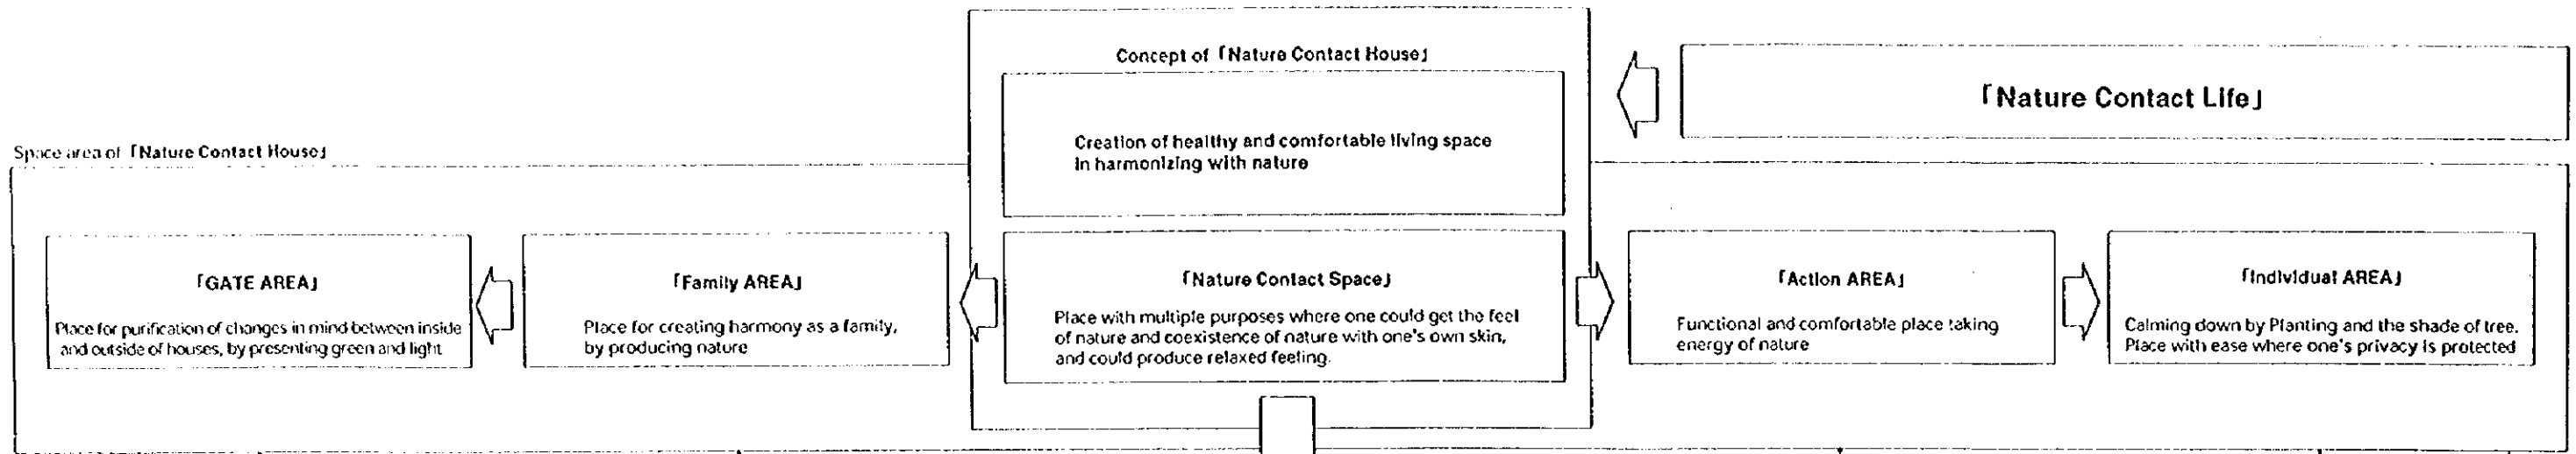 Concept of 「Nature Contact House」
Creation of healthy and comfortable living space
in harmonizing with nature
「Nature Contact Life」
Space area of 「Nature Contact House」
「GATE AREA」
Place for purification of changes in mind between inside
and outside of houses, by presenting green and light
「Family AREA」
Place for creating harmony as a family,
by producing nature
「Nature Contact Space」
Place with multiple purposes where one could get the feel
of nature and coexistence of nature with one's own skin,
and could produce relaxed feeling.
「Action AREA」
Functional and comfortable place taking
energy of nature
「Individual AREA」
Calming down by Planting and the shade of tree.
Place with ease where one's privacy is protected